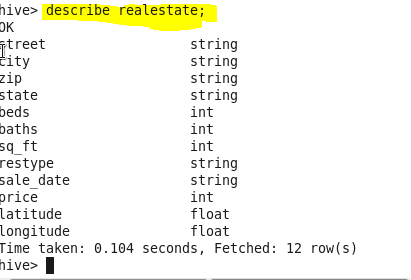 hive> describe realestate;
OK
street string
city string
zip string
state string
beds int
baths int
sq_ft int
restype string
sale_date string
price int
latitude float
longitude float
Time taken: 0.104 seconds, Fetched: 12 row(s)
hive>